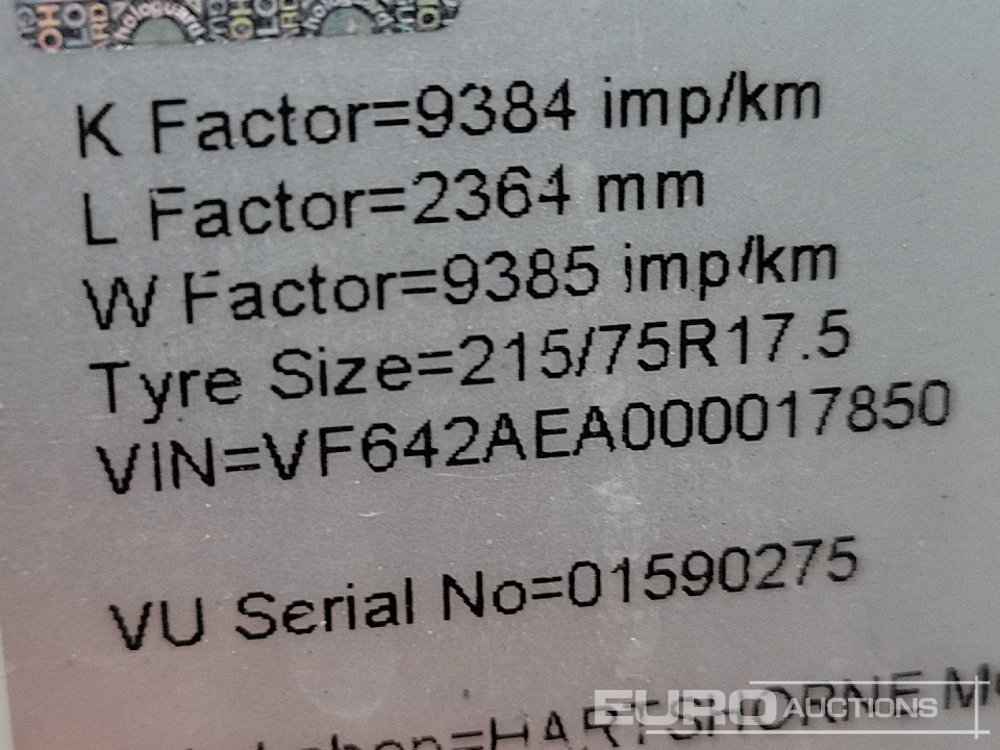 hologuard
K Factor=9384 imp/km
L Factor=2364 mm
W Factor=9385 imp/km
Tyre Size=215/75R17.5
VIN=VF642AEA000017850
VU Serial No=01590275
EURO AUCTIONS